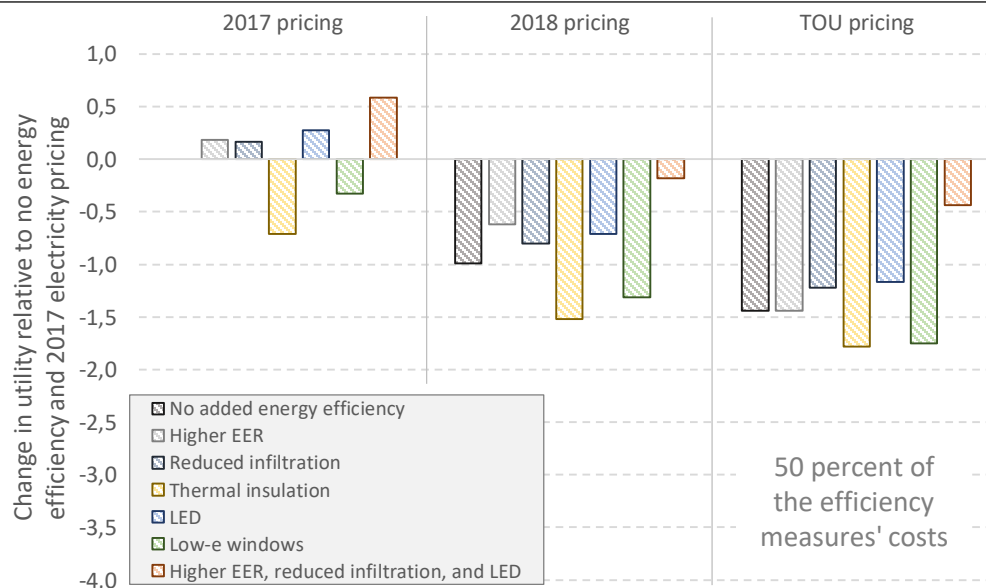 2017 pricing
2018 pricing
TOU pricing
Change in utility relative to no energy
efficiency and 2017 electricity pricing
1,0
0,5
0,0
-0,5
-1,0
-1,5
-2,0
-2,5
-3,0
-3,5
-4,0
No added energy efficiency
Higher EER
Reduced infiltration
Thermal insulation
LED
Low-e windows
Higher EER, reduced infiltration, and LED
50 percent of
the efficiency
measures' costs